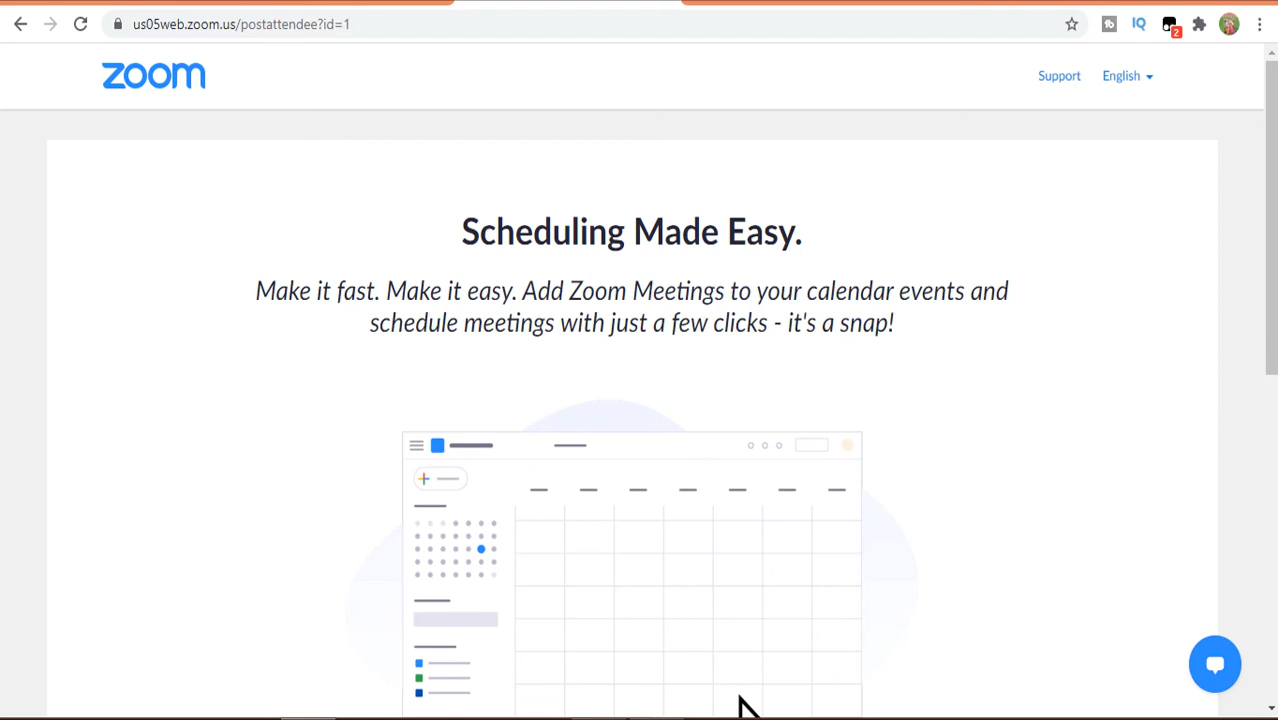 us05web.zoom.us/postattendee?id=1
tb
IQ
2
zoom
Support
English
Scheduling Made Easy.
Make it fast. Make it easy. Add Zoom Meetings to your calendar events and
schedule meetings with just a few clicks - it's a snap!